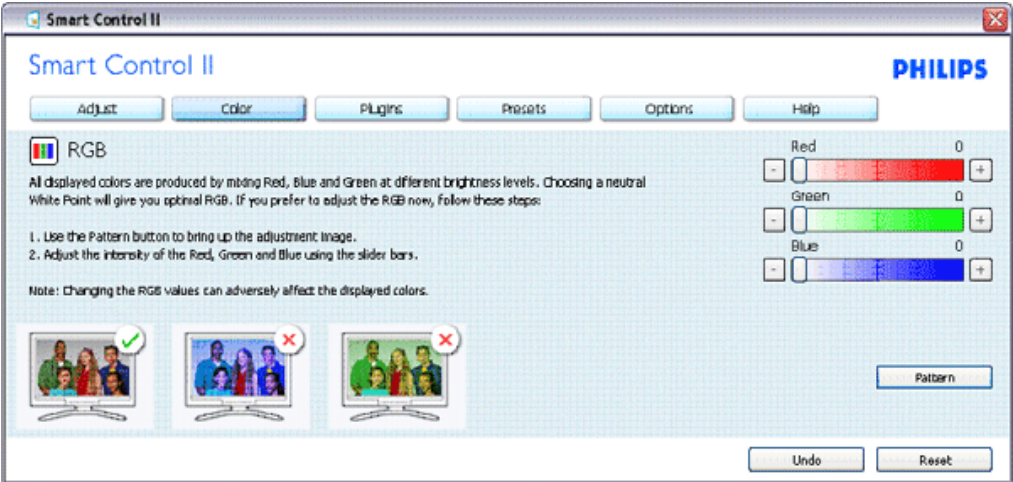 Smart Control II
Smart Control II
PHILIPS
Adjust Color Plugins Presets Options Help
RGB
All displayed colors are produced by mixing Red, Blue and Green at different brightness levels. Choosing a neutral
White Point will give you optimal RGB. If you prefer to adjust the RGB now, follow these steps:
1. Use the Pattern button to bring up the adjustment image.
2. Adjust the intensity of the Red, Green and Blue using the slider bars.
Note: Changing the RGB values can adversely affect the displayed colors.
Red 0
- +
Green 0
- +
Blue 0
- +
Pattern
Undo Reset